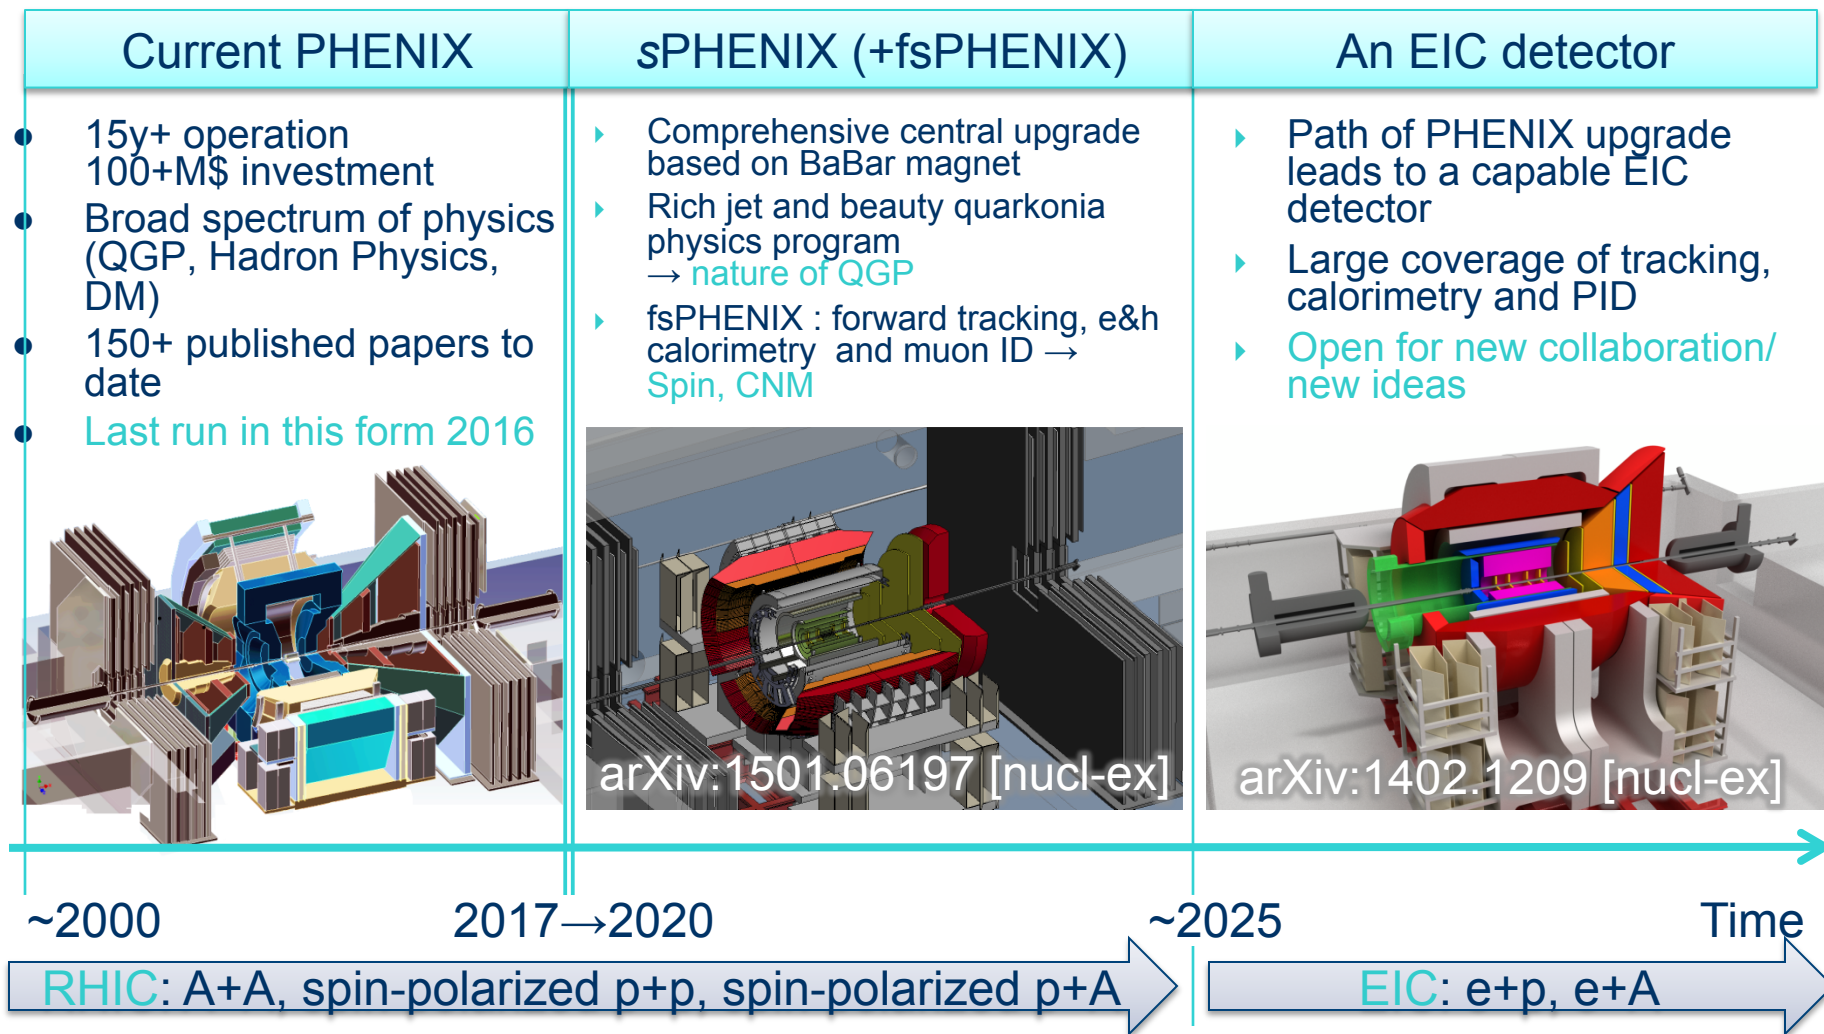 Current PHENIX
sPHENIX (+fsPHENIX)
An EIC detector
● 15y+ operation
100+M$ investment
● Broad spectrum of physics
(QGP, Hadron Physics,
DM)
● 150+ published papers to
date
● Last run in this form 2016
‣ Comprehensive central upgrade
based on BaBar magnet
‣ Rich jet and beauty quarkonia
physics program
→ nature of QGP
‣ fsPHENIX : forward tracking, e&h
calorimetry and muon ID →
Spin, CNM
arXiv:1501.06197 [nucl-ex]
‣ Path of PHENIX upgrade
leads to a capable EIC
detector
‣ Large coverage of tracking,
calorimetry and PID
‣ Open for new collaboration/
new ideas
arXiv:1402.1209 [nucl-ex]
~2000
2017→2020
~2025
Time
RHIC: A+A, spin-polarized p+p, spin-polarized p+A
EIC: e+p, e+A